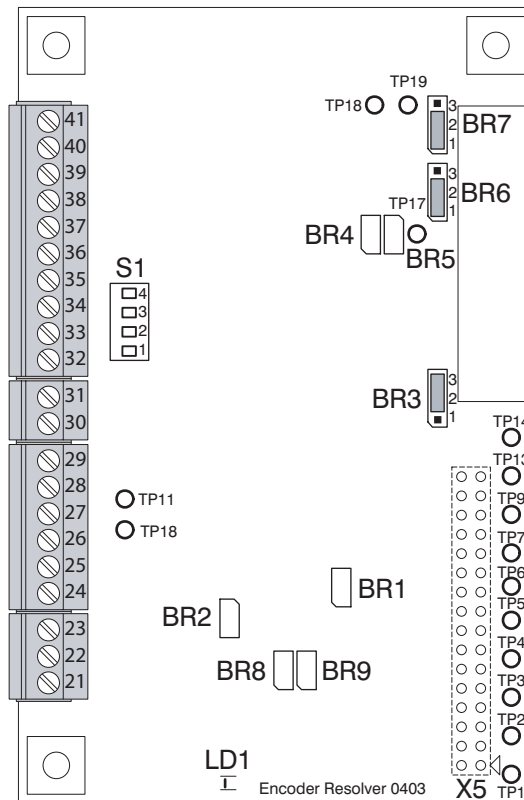 TP19
TP18
3
2
1
BR7
41
40
39
38
37
36
35
34
33
32
3
2
1
BR6
TP17
BR4
BR5
S1
4
3
2
1
31
30
BR3
3
2
1
TP14
29
28
27
26
25
24
TP13
TP11
TP9
TP18
TP7
TP6
BR1
TP5
BR2
23
22
21
TP4
BR8
BR9
TP3
TP2
LD1
Encoder Resolver 0403
X5
TP1